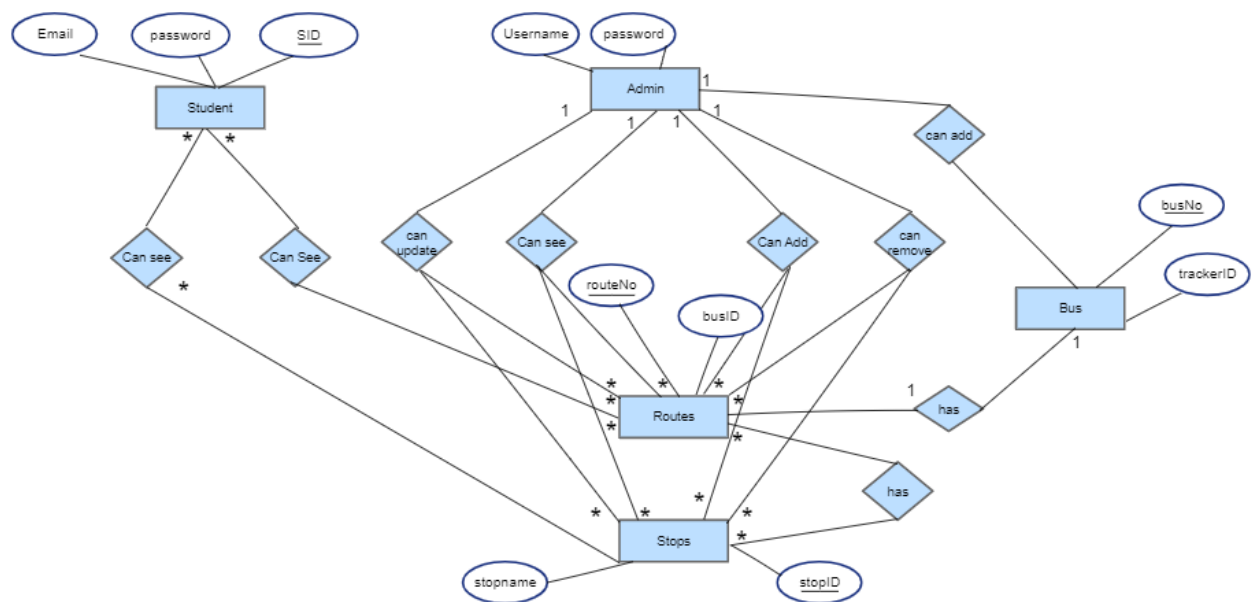 Email
password
SID
Username
password
Student
Admin
1
* *
1
1
1
1
can add
busNo
can
update
Can see
Can Add
can
remove
Can see
Can See
trackerID
*
routeNo
busID
Bus
1
*
*
*
*
*
*
1
Routes
has
*
has
*
*
*
*
*
Stops
stopname
stopID